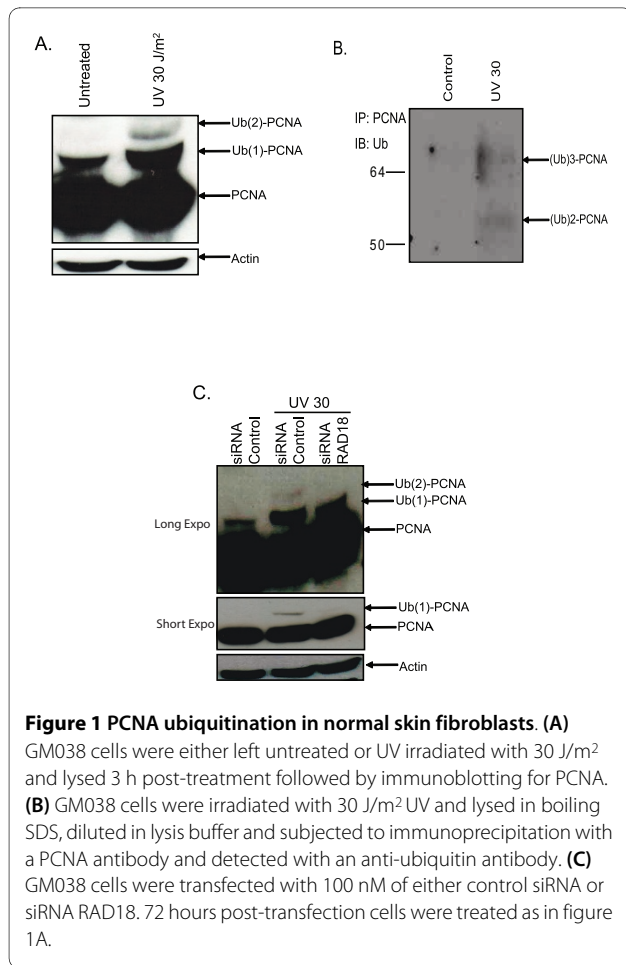 A.
Untreated
UV 30 J/m²
Ub(2)-PCNA
Ub(1)-PCNA
PCNA
Actin
B.
Control
UV 30
IP: PCNA
IB: Ub
64
50
(Ub)3-PCNA
(Ub)2-PCNA
C.
UV 30
siRNA Control
siRNA Control
siRNA RAD18
Long Expo
Ub(2)-PCNA
Ub(1)-PCNA
PCNA
Short Expo
Ub(1)-PCNA
PCNA
Actin
Figure 1 PCNA ubiquitination in normal skin fibroblasts. (A)
GM038 cells were either left untreated or UV irradiated with 30 J/m²
and lysed 3 h post-treatment followed by immunoblotting for PCNA.
(B) GM038 cells were irradiated with 30 J/m² UV and lysed in boiling
SDS, diluted in lysis buffer and subjected to immunoprecipitation with
a PCNA antibody and detected with an anti-ubiquitin antibody. (C)
GM038 cells were transfected with 100 nM of either control siRNA or
siRNA RAD18. 72 hours post-transfection cells were treated as in figure
1A.